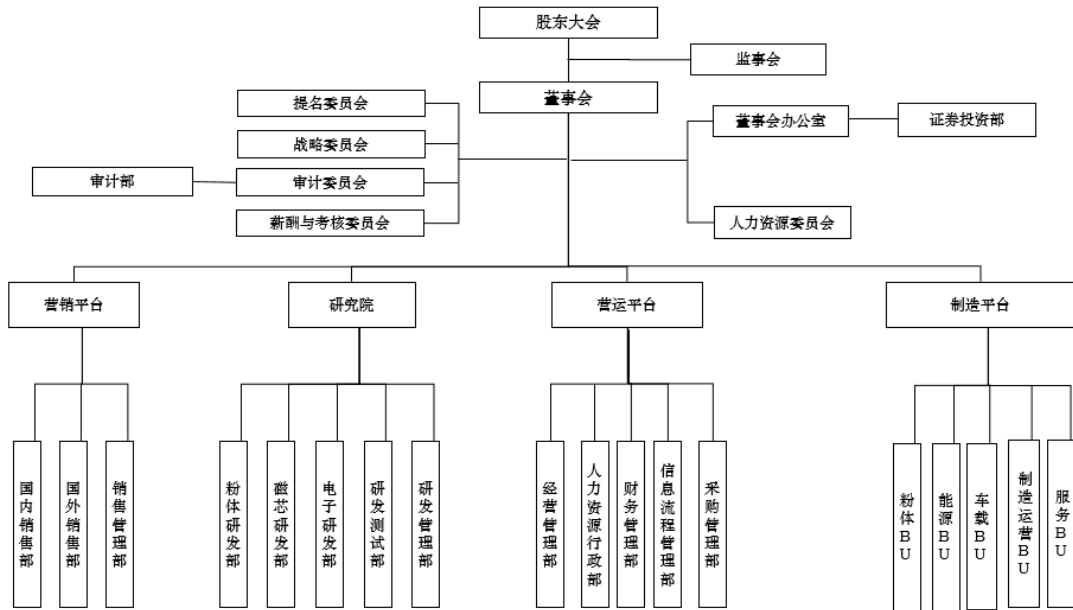 股东大会
监事会
董事会
提名委员会
战略委员会
审计委员会
薪酬与考核委员会
审计部
董事会办公室
证券投资部
人力资源委员会
营销平台
研究院
营运平台
制造平台
国内销售部
国外销售部
销售管理部
粉体研发部
磁芯研发部
电子研发部
研发测试部
研发管理部
经营管理部
人力资源行政部
财务管理部
信息流程管理部
采购管理部
粉体BU
能源BU
车载BU
制造运营BU
服务BU